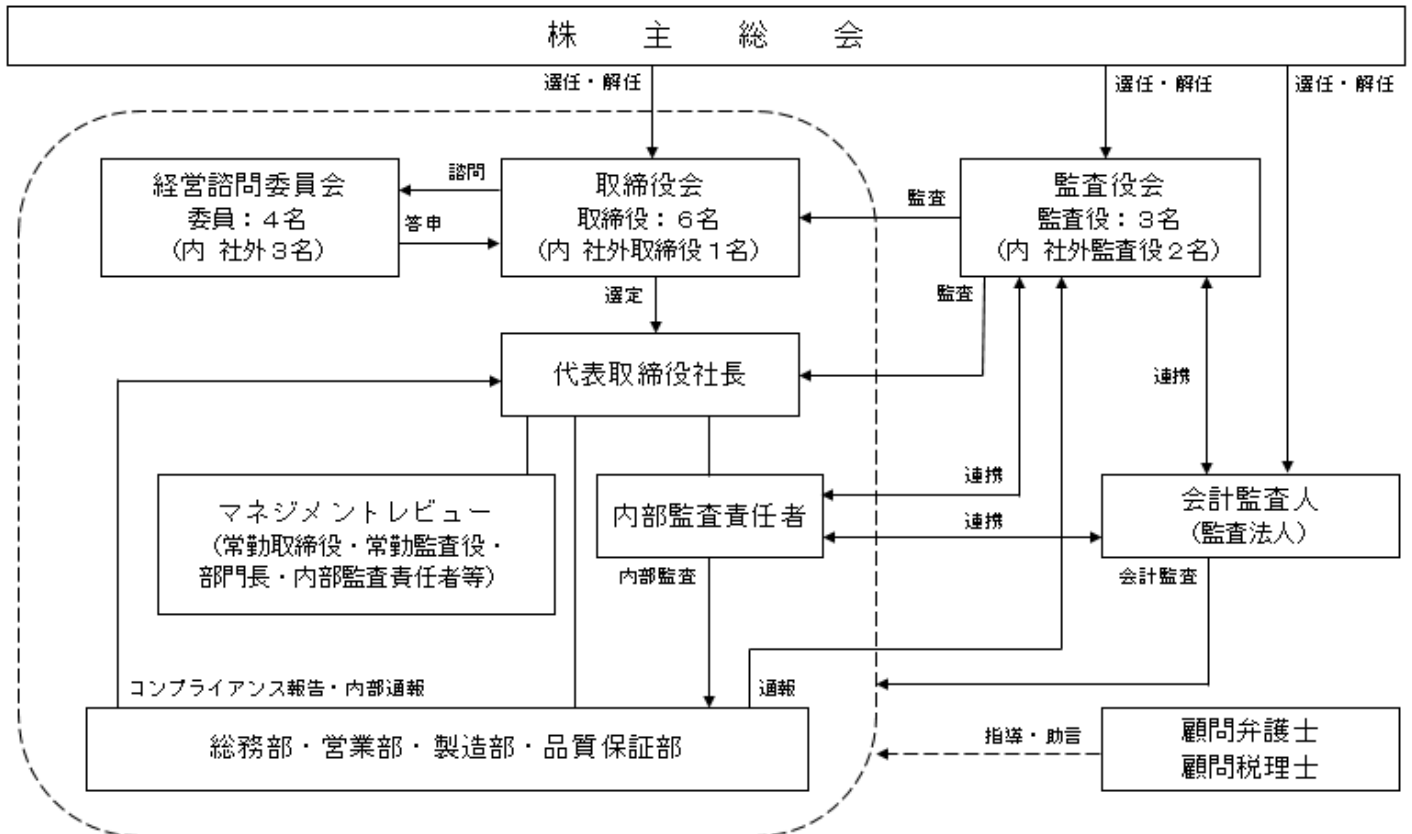 株主総会
選任・解任
選任・解任
選任・解任
経営諮問委員会
委員：４名
（内 社外３名）
諮問
答申
取締役会
取締役：６名
（内 社外取締役１名）
監査
監査役会
監査役：３名
（内 社外監査役２名）
選定
監査
代表取締役社長
連携
マネジメントレビュー
（常勤取締役・常勤監査役・
部門長・内部監査責任者等）
内部監査責任者
連携
連携
会計監査人
（監査法人）
内部監査
会計監査
コンプライアンス報告・内部通報
通報
総務部・営業部・製造部・品質保証部
指導・助言
顧問弁護士
顧問税理士